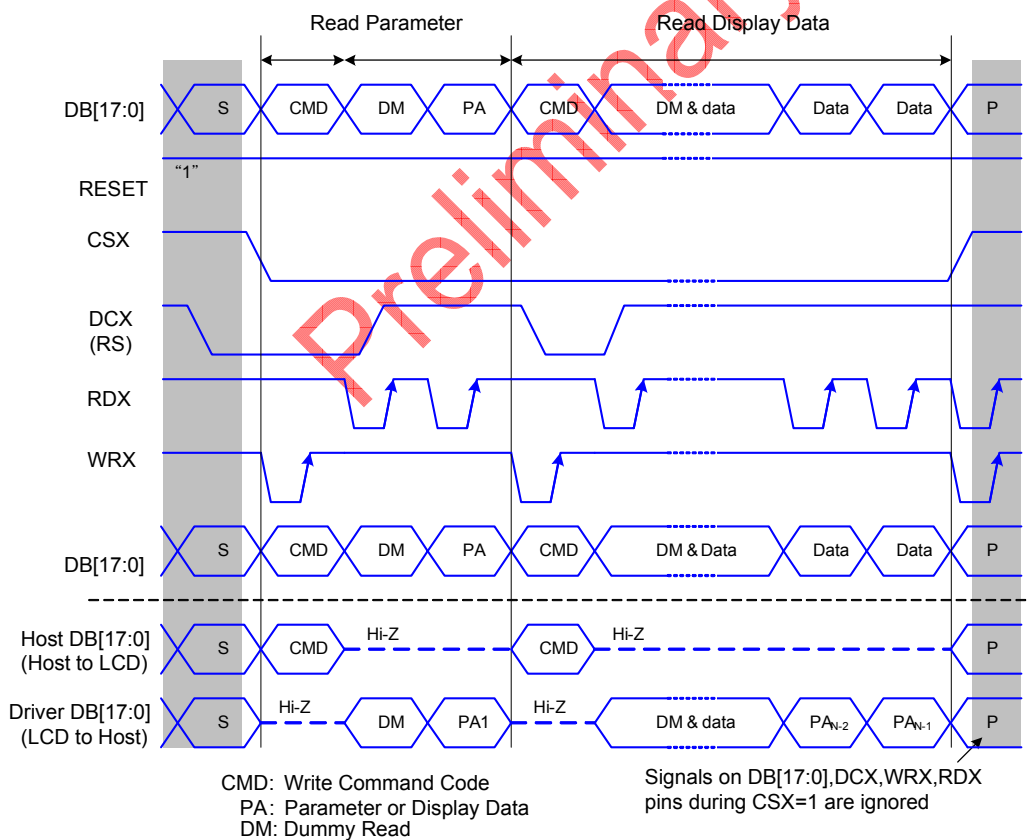 Read Parameter Read Display Data
DB[17:0] S CMD DM PA CMD DM & data Data Data P
“1”
RESET
CSX
DCX
(RS)
RDX
WRX
DB[17:0] S CMD DM PA CMD DM & Data Data Data P
Host DB[17:0]
(Host to LCD) S CMD Hi-Z CMD Hi-Z P
Driver DB[17:0]
(LCD to Host) S Hi-Z DM PA1 Hi-Z DM & data PAN-2 PAN-1 P
CMD: Write Command Code
PA: Parameter or Display Data
DM: Dummy Read
Signals on DB[17:0],DCX,WRX,RDX
pins during CSX=1 are ignored
Preliminary